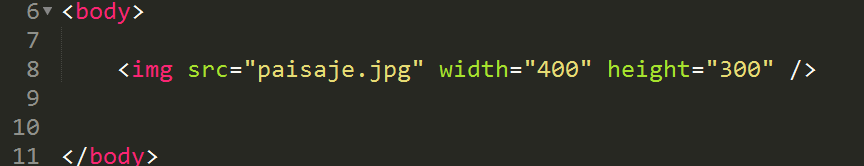 6 <body>
7
8 <img src="paisaje.jpg" width="400" height="300" />
9
10
11 </body>